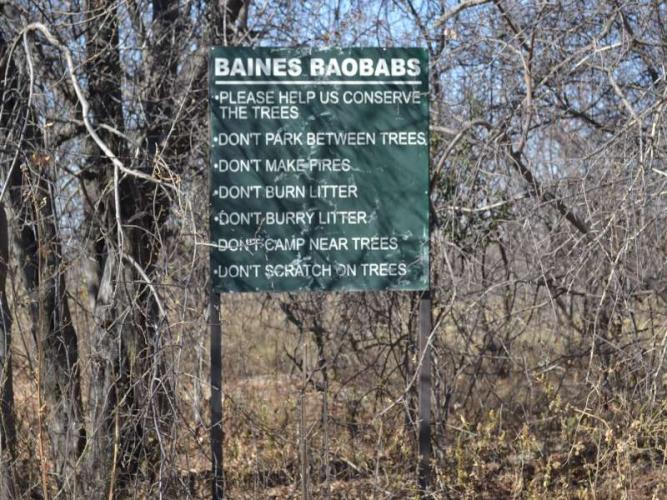 BAINES BAOBABS
•PLEASE HELP US CONSERVE
THE TREES
•DON'T PARK BETWEEN TREES
•DON'T MAKE FIRES
•DON'T BURN LITTER
•DON'T BURRY LITTER
•DON'T CAMP NEAR TREES
•DON'T SCRATCH ON TREES